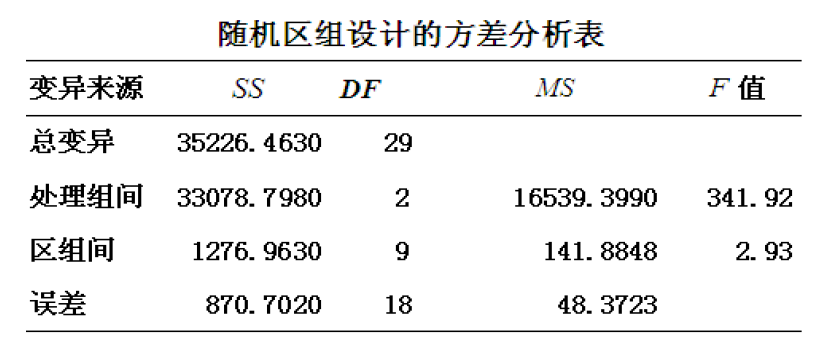 随机区组设计的方差分析表
变异来源 SS DF MS F 值
总变异 35226.4630 29
处理组间 33078.7980 2 16539.3990 341.92
区组间 1276.9630 9 141.8848 2.93
误差 870.7020 18 48.3723